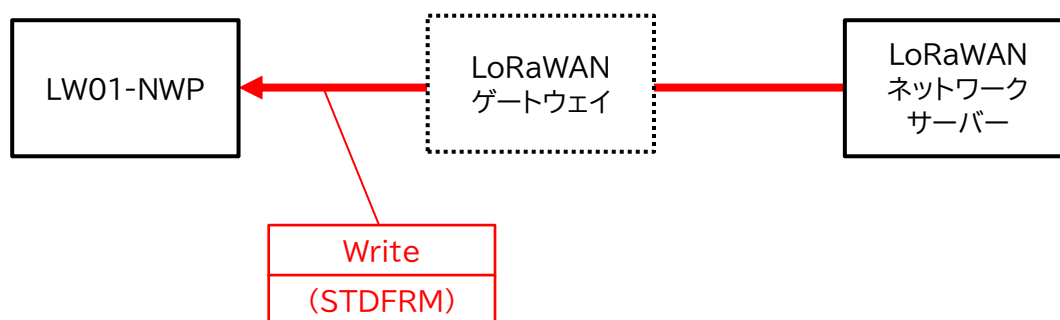 LW01-NWP
LoRaWAN
ゲートウェイ
LoRaWAN
ネットワーク
サーバー
Write
(STDFRM)